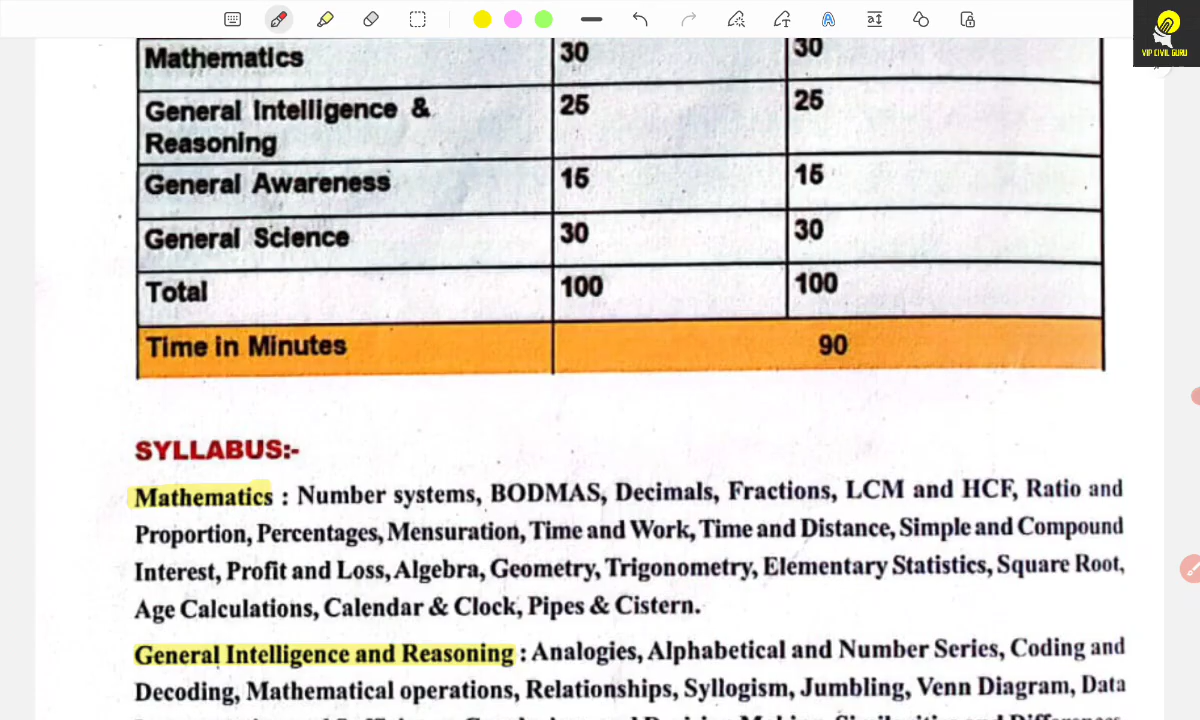 VIP CIVIL GURU
Mathematics 30 30
General Intelligence & 25 25
Reasoning
General Awareness 15 15
General Science 30 30
Total 100 100
Time in Minutes 90
SYLLABUS:-
Mathematics : Number systems, BODMAS, Decimals, Fractions, LCM and HCF, Ratio and
Proportion, Percentages, Mensuration, Time and Work, Time and Distance, Simple and Compound
Interest, Profit and Loss, Algebra, Geometry, Trigonometry, Elementary Statistics, Square Root,
Age Calculations, Calendar & Clock, Pipes & Cistern.
General Intelligence and Reasoning : Analogies, Alphabetical and Number Series, Coding and
Decoding, Mathematical operations, Relationships, Syllogism, Jumbling, Venn Diagram, Data